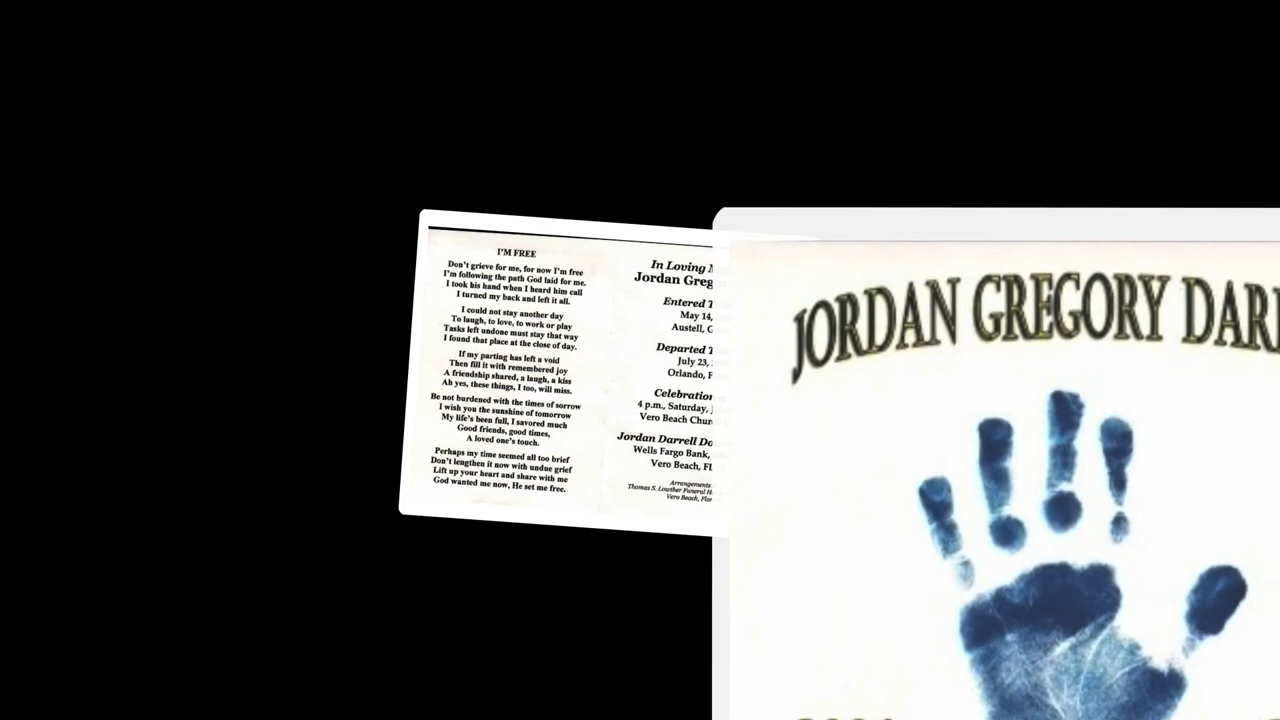 I'M FREE
Don't grieve for me, for now I'm free
I'm following the path God laid for me.
I took his hand when I heard him call
I turned my back and left it all.
I could not stay another day
To laugh, to love, to work or play
Tasks left undone must stay that way
I found that place at the close of day.
If my parting has left a void
Then fill it with remembered joy
A friendship shared, a laugh, a kiss
Ah yes, these things, I too, will miss.
Be not burdened with the times of sorrow
I wish you the sunshine of tomorrow
My life's been full, I savored much
Good friends, good times,
A loved one's touch.
Perhaps my time seemed all too brief
Don't lengthen it now with undue grief
Lift up your heart and share with me
God wanted me now, He set me free.
In Loving
Jordan Greg
Entered
May 14,
Austell,
Departed
July 23,
Orlando,
Celebration
4 p.m., Saturday,
Vero Beach
Jordan Darrell
Wells Fargo Bank,
Vero Beach, FL
Arrangements
Thomas S. Lowther Funeral
Vero Beach,
JORDAN GREGORY DAR